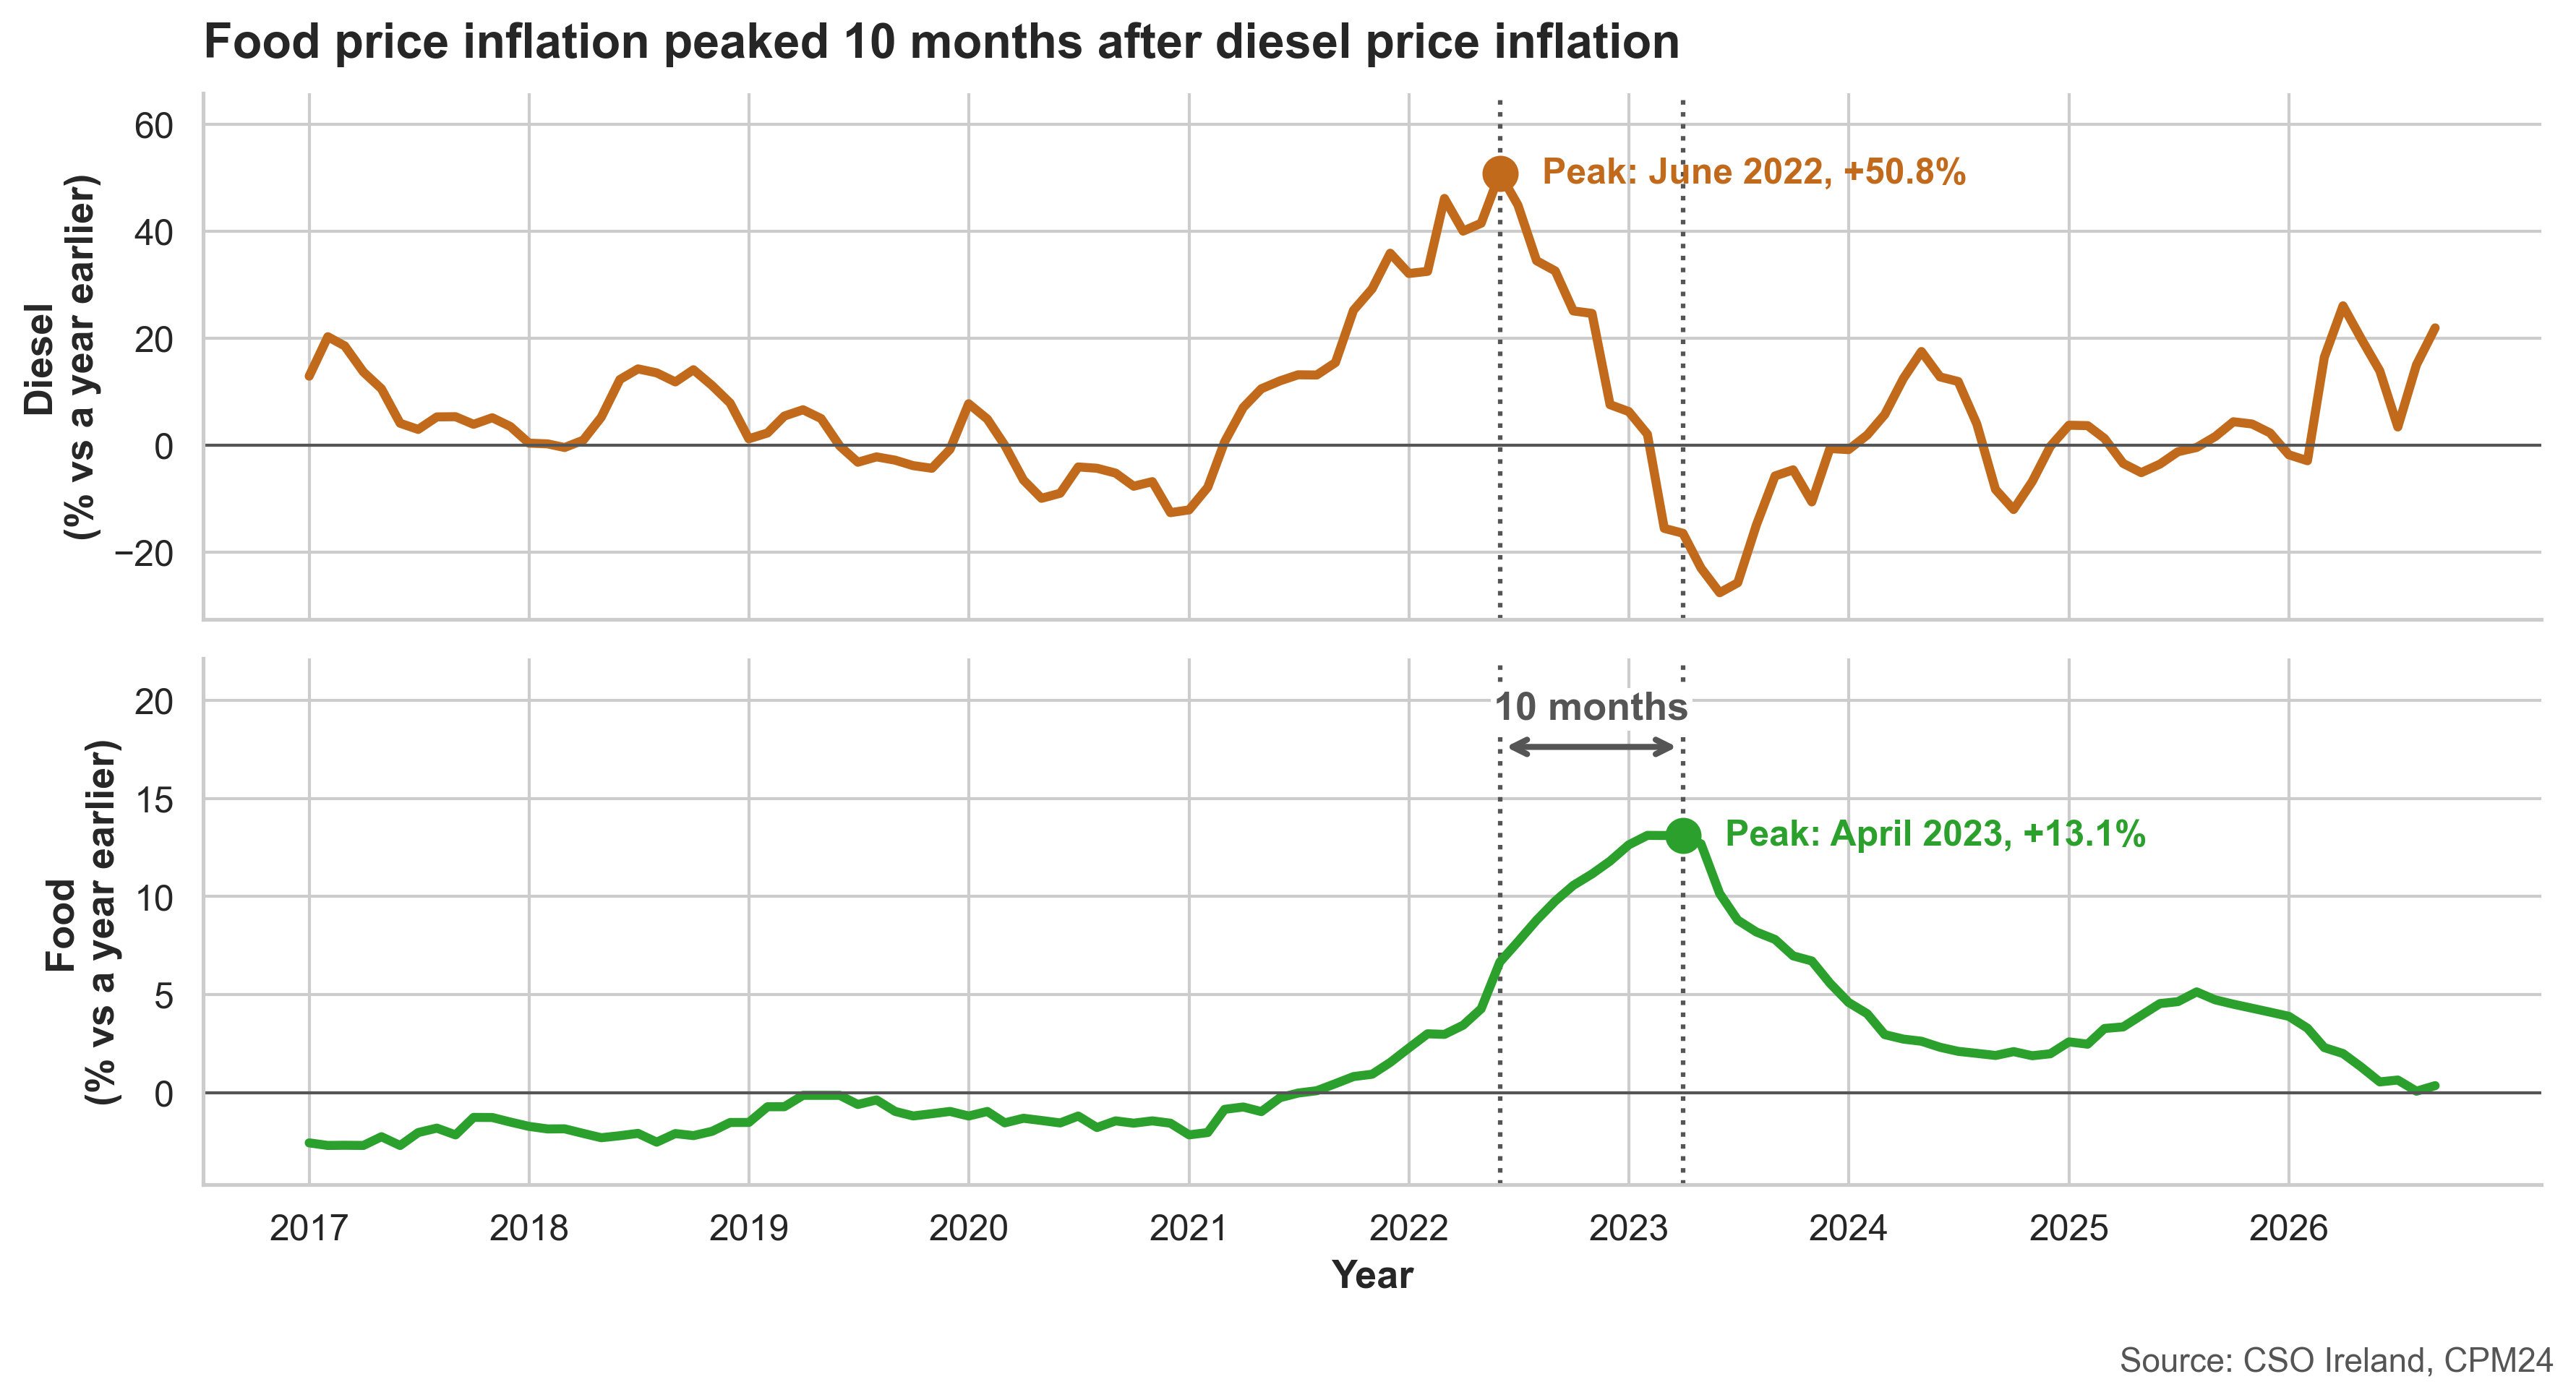 Food price inflation peaked 10 months after diesel price inflation
Diesel
(% vs a year earlier)
60
40
20
0
−20
Peak: June 2022, +50.8%
Food
(% vs a year earlier)
20
15
10
5
0
10 months
Peak: April 2023, +13.1%
2017 2018 2019 2020 2021 2022 2023 2024 2025 2026
Year
Source: CSO Ireland, CPM24